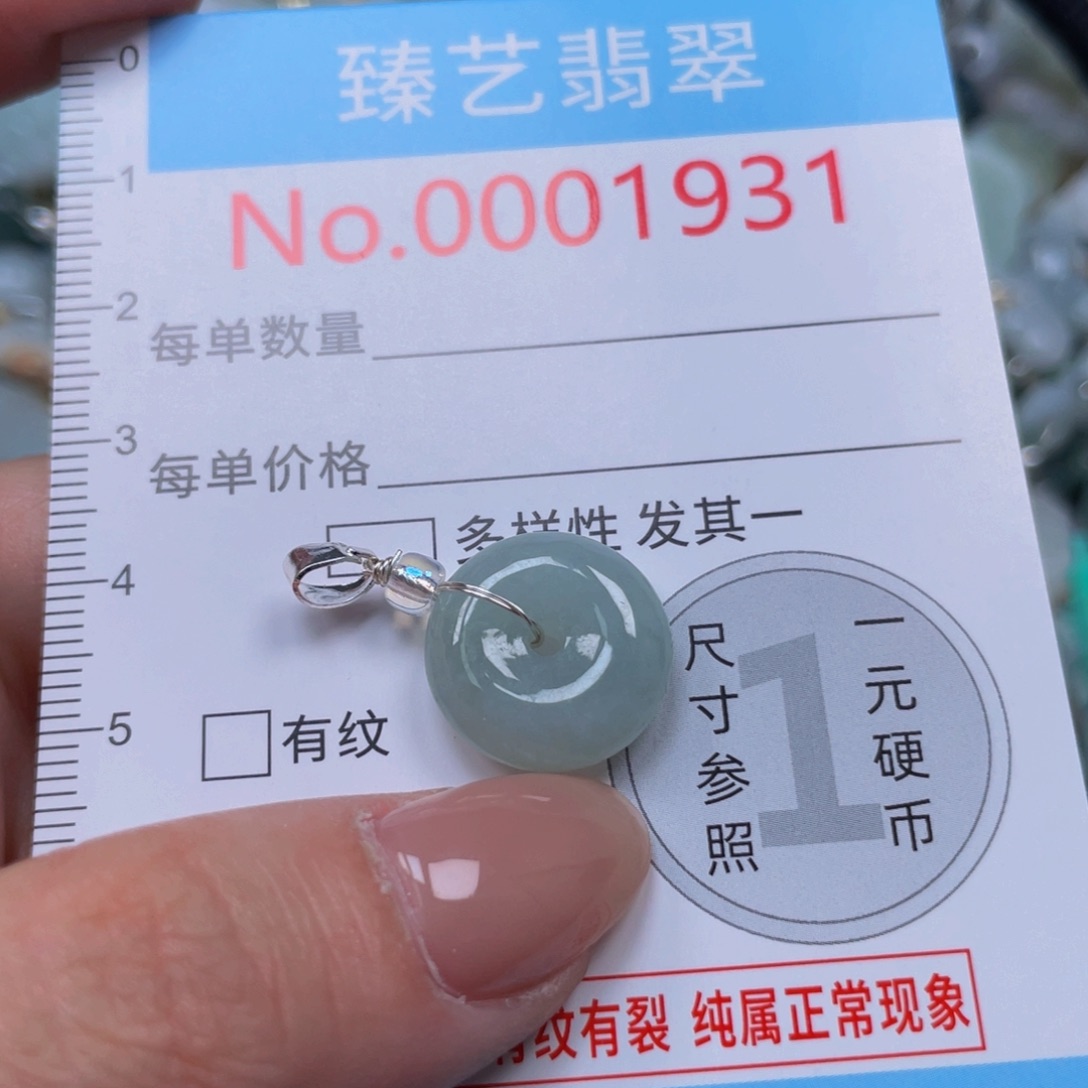 臻艺翡翠
No.0001931
每单数量
每单价格
多样性 发其一
有纹
尺寸参照
一元硬币
1
有纹有裂 纯属正常现象
0
1
2
3
4
5